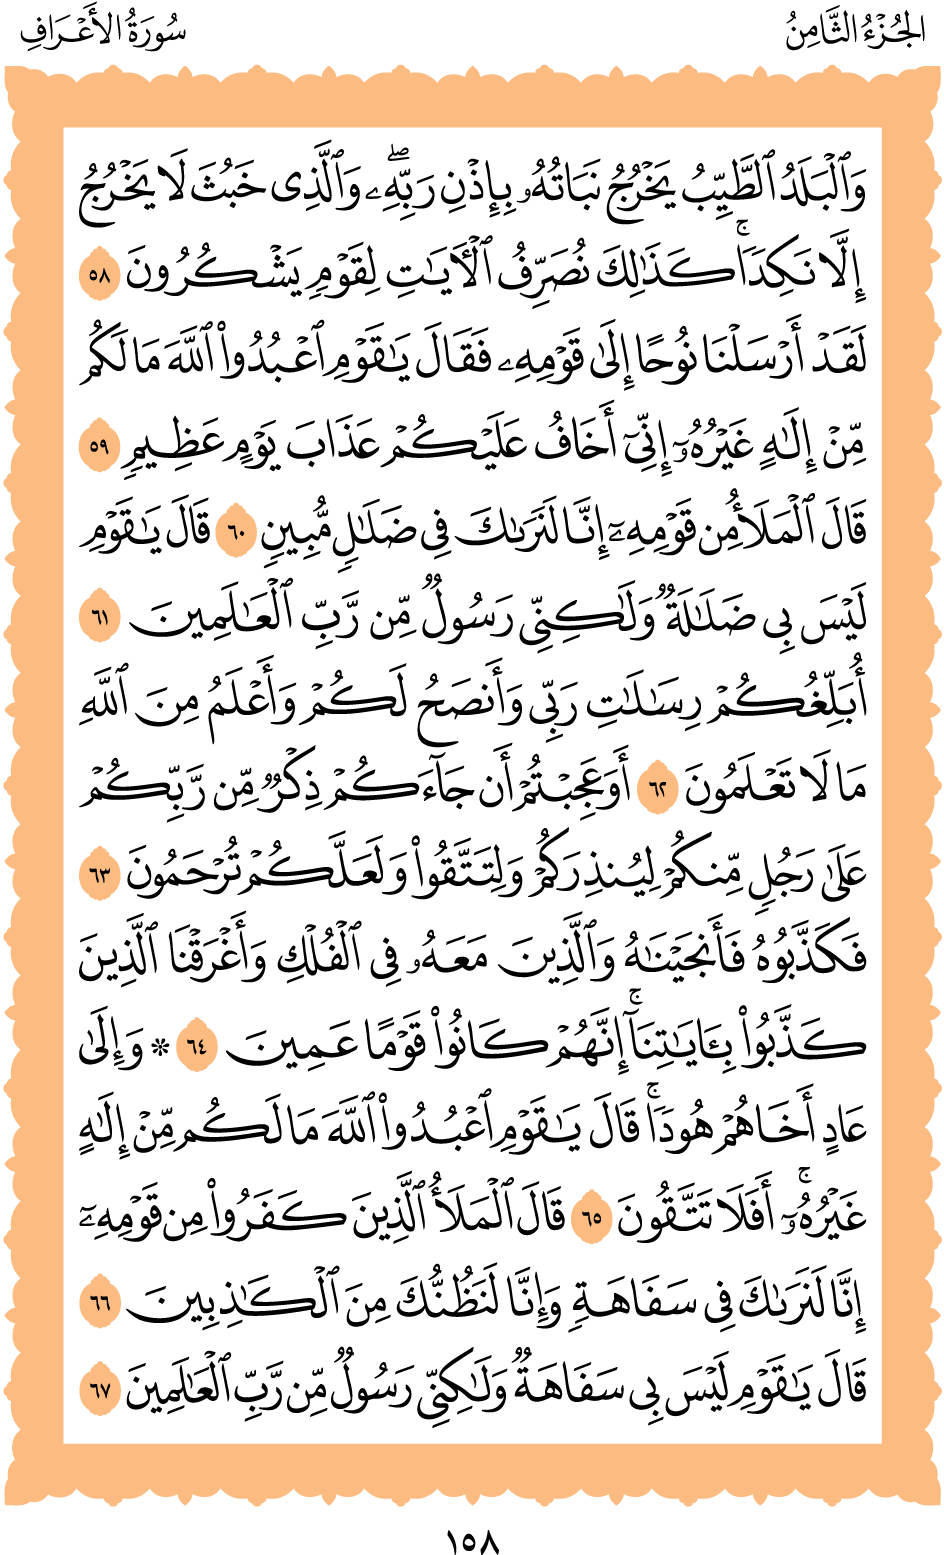 الجُزْءُ الثَّامِنُ
سُورَةُ الأَعْرَافِ
وَٱلْبَلَدُ ٱلطَّيِّبُ يَخْرُجُ نَبَاتُهُۥ بِإِذْنِ رَبِّهِۦۖ وَٱلَّذِى خَبُثَ لَا يَخْرُجُ
إِلَّا نَكِدًاۚ كَذَٰلِكَ نُصَرِّفُ ٱلْـَٔايَـٰتِ لِقَوْمٍ يَشْكُرُونَ ٥٨
لَقَدْ أَرْسَلْنَا نُوحًا إِلَىٰ قَوْمِهِۦ فَقَالَ يَـٰقَوْمِ ٱعْبُدُوا۟ ٱللَّهَ مَا لَكُم
مِّنْ إِلَـٰهٍ غَيْرُهُۥٓ إِنِّىٓ أَخَافُ عَلَيْكُمْ عَذَابَ يَوْمٍ عَظِيمٍ ٥٩
قَالَ ٱلْمَلَأُ مِن قَوْمِهِۦٓ إِنَّا لَنَرَىٰكَ فِى ضَلَـٰلٍ مُّبِينٍ ٦٠ قَالَ يَـٰقَوْمِ
لَيْسَ بِى ضَلَـٰلَةٌ وَلَـٰكِنِّى رَسُولٌ مِّن رَّبِّ ٱلْعَـٰلَمِينَ ٦١
أُبَلِّغُكُمْ رِسَـٰلَـٰتِ رَبِّى وَأَنصَحُ لَكُمْ وَأَعْلَمُ مِنَ ٱللَّهِ
مَا لَا تَعْلَمُونَ ٦٢ أَوَعَجِبْتُمْ أَن جَآءَكُمْ ذِكْرٌ مِّن رَّبِّكُمْ
عَلَىٰ رَجُلٍ مِّنكُمْ لِيُنذِرَكُمْ وَلِتَتَّقُوا۟ وَلَعَلَّكُمْ تُرْحَمُونَ ٦٣
فَكَذَّبُوهُ فَأَنجَيْنَـٰهُ وَٱلَّذِينَ مَعَهُۥ فِى ٱلْفُلْكِ وَأَغْرَقْنَا ٱلَّذِينَ
كَذَّبُوا۟ بِـَٔايَـٰتِنَآۚ إِنَّهُمْ كَانُوا۟ قَوْمًا عَمِينَ ٦٤ * وَإِلَىٰ
عَادٍ أَخَاهُمْ هُودًاۚ قَالَ يَـٰقَوْمِ ٱعْبُدُوا۟ ٱللَّهَ مَا لَكُم مِّنْ إِلَـٰهٍ
غَيْرُهُۥٓۚ أَفَلَا تَتَّقُونَ ٦٥ قَالَ ٱلْمَلَأُ ٱلَّذِينَ كَفَرُوا۟ مِن قَوْمِهِۦٓ
إِنَّا لَنَرَىٰكَ فِى سَفَاهَةٍ وَإِنَّا لَنَظُنُّكَ مِنَ ٱلْكَـٰذِبِينَ ٦٦
قَالَ يَـٰقَوْمِ لَيْسَ بِى سَفَاهَةٌ وَلَـٰكِنِّى رَسُولٌ مِّن رَّبِّ ٱلْعَـٰلَمِينَ ٦٧
١٥٨